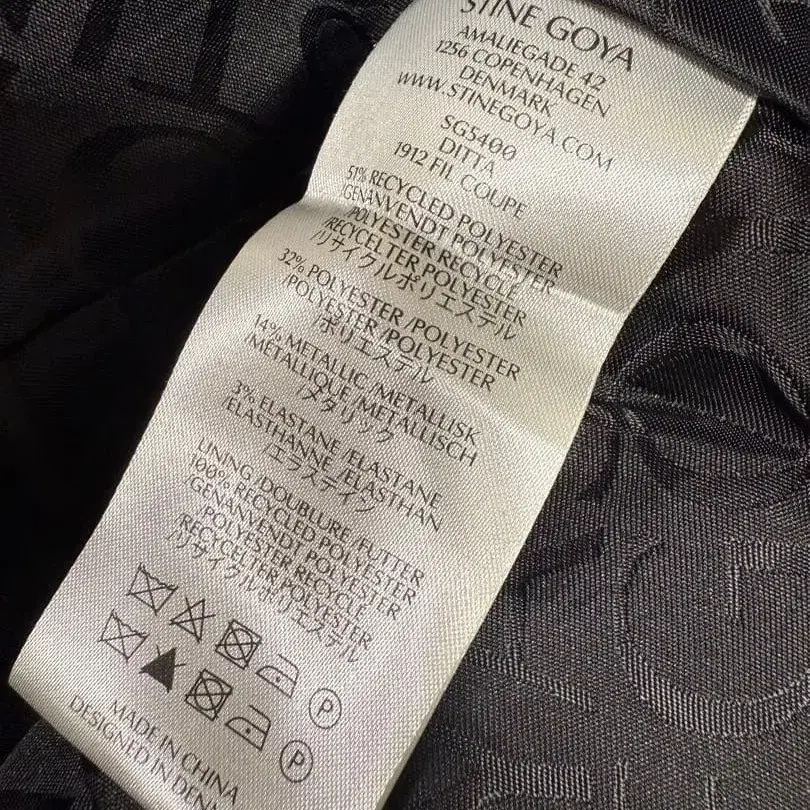 STINE GOYA
AMALIEGADE 42
1256 COPENHAGEN
DENMARK
WWW.STINEGOYA.COM
SG5400
DITTA
1912 FIL COUPE
51% RECYCLED POLYESTER
/GENANVENDT POLYESTER
/POLYESTER RECYCLE
/RECYCELTER POLYESTER
/リサイクルポリエステル
32% POLYESTER /POLYESTER
/POLYESTER /POLYESTER
/ポリエステル
14% METALLIC /METALLISK
/METALLIQUE /METALLISCH
/メタリック
3% ELASTANE /ELASTANE
/ELASTHANNE /ELASTHAN
/エラステイグ
LINING /DOUBLURE /FUTTER
100% RECYCLED POLYESTER
/GENANVENDT POLYESTER
/POLYESTER RECYCLE
/RECYCELTER POLYESTER
/リサイクルポリエステル
P
P
MADE IN CHINA
DESIGNED IN DENM